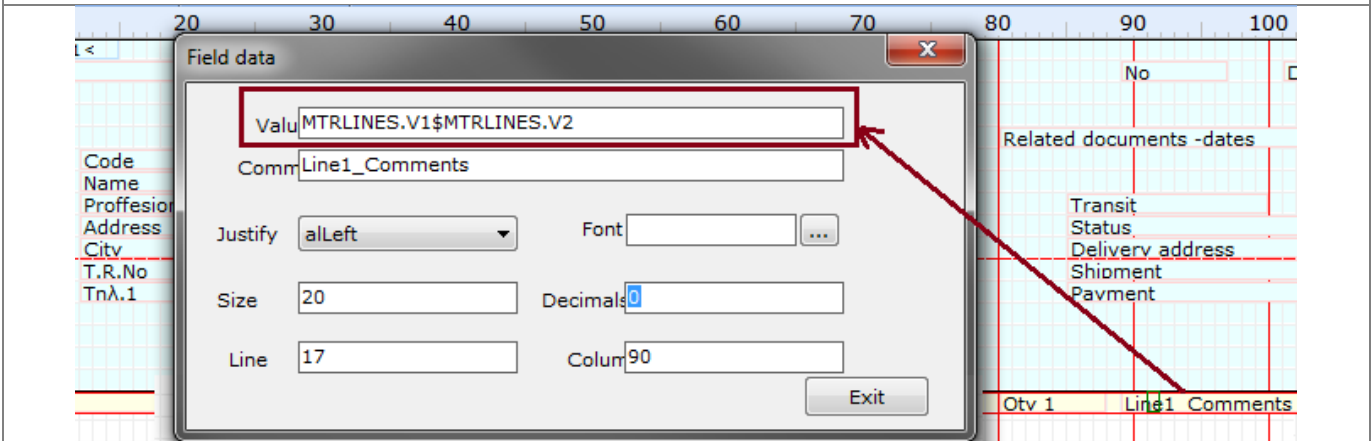 20 30 40 50 60 70 80 90 100
Field data
No
Valu MTRLINES.V1$MTRLINES.V2
Related documents -dates
Code
Comm Line1_Comments
Name
Proffesion
Transit
Address
Justify alLeft Font ...
Status
City
Delivery address
T.R.No
Shipment
Τηλ.1
Size 20 Decimals 0
Payment
Line 17 Colum 90
Exit
Qty 1 Line1 Comments